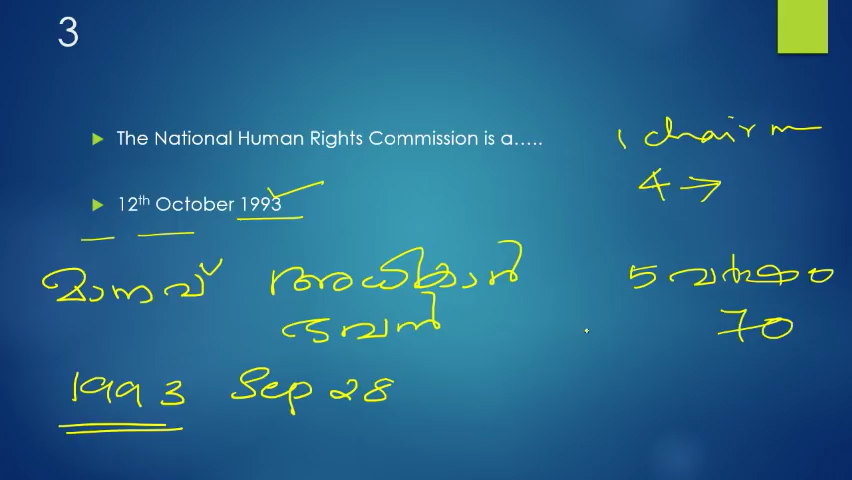 3
The National Human Rights Commission is a.....
1 chairm
12th October 1993
4 →
മാനവ് അധികാർ
5 വർഷം
ഭവൻ
70
1993 Sep 28